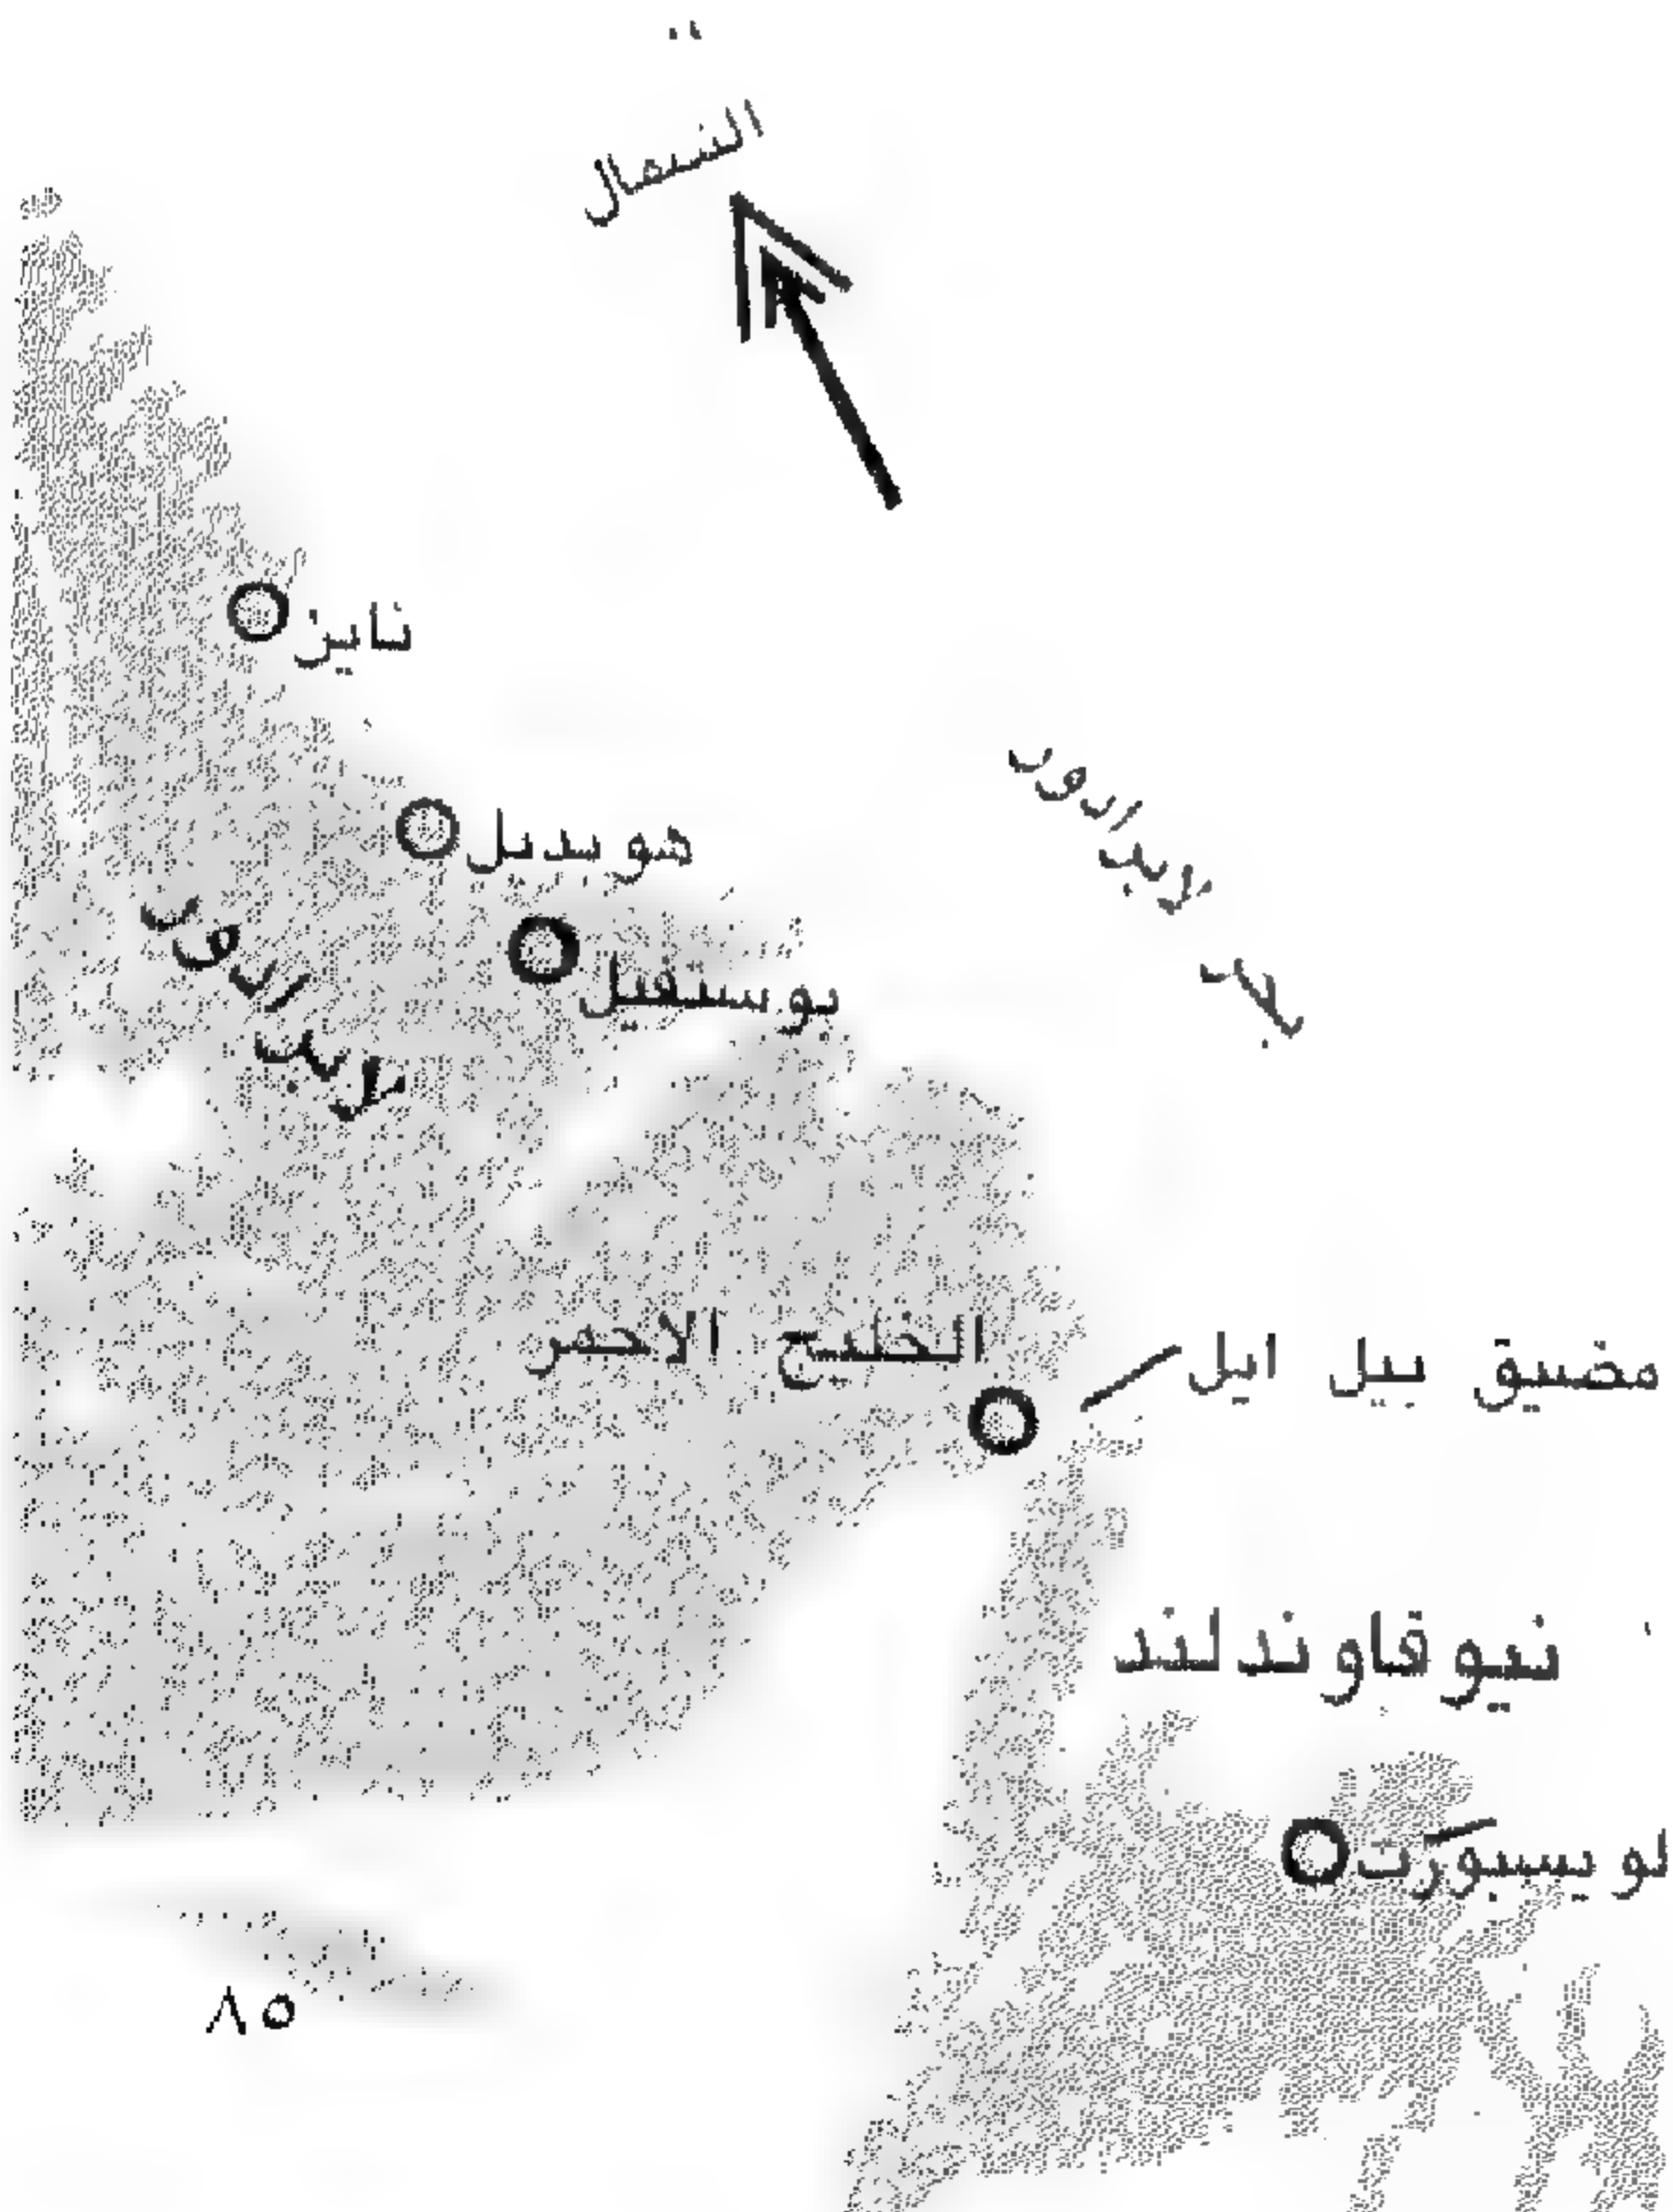 الشمال
ناين
هوبديل
بوستفيل
لابرادور
بحر لابرادور
الخليج الاحمر
مضيق بيل ايل
نيوفاوندلند
لويسبورت
٨٥